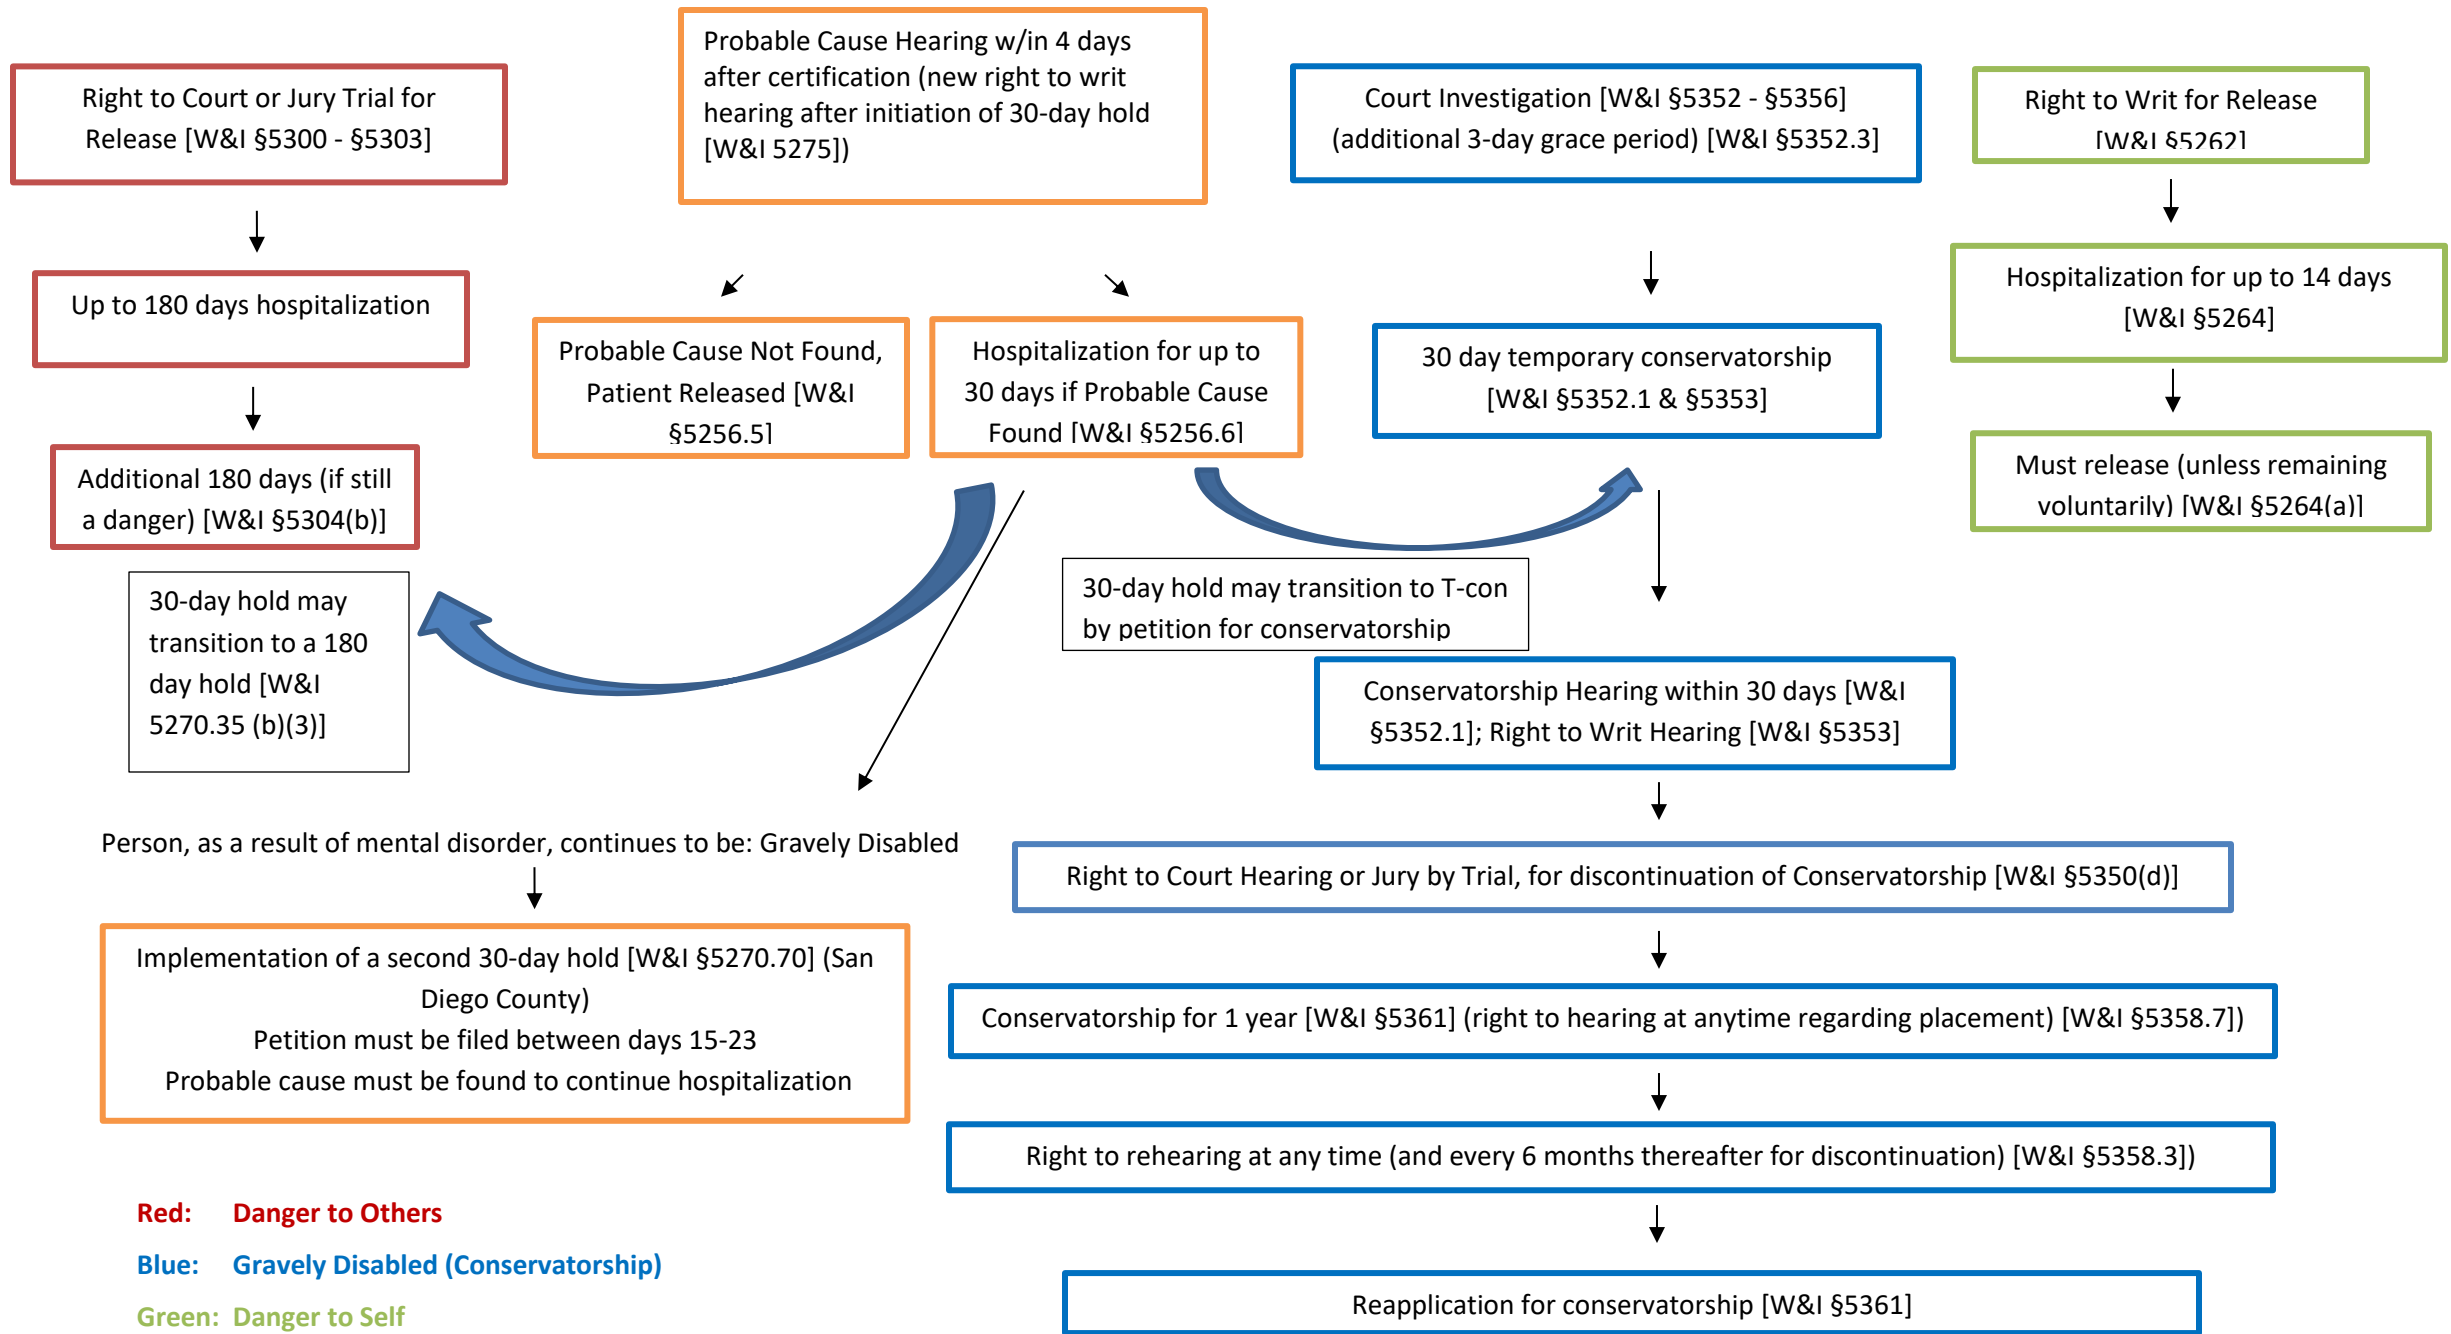 Right to Court or Jury Trial for
Release [W&I §5300 - §5303]
Up to 180 days hospitalization
Additional 180 days (if still
a danger) [W&I §5304(b)]
30-day hold may
transition to a 180
day hold [W&I
5270.35 (b)(3)]
Probable Cause Hearing w/in 4 days
after certification (new right to writ
hearing after initiation of 30-day hold
[W&I 5275])
Probable Cause Not Found,
Patient Released [W&I
§5256.5]
Hospitalization for up to
30 days if Probable Cause
Found [W&I §5256.6]
Person, as a result of mental disorder, continues to be: Gravely Disabled
Implementation of a second 30-day hold [W&I §5270.70] (San
Diego County)
Petition must be filed between days 15-23
Probable cause must be found to continue hospitalization
Court Investigation [W&I §5352 - §5356]
(additional 3-day grace period) [W&I §5352.3]
30 day temporary conservatorship
[W&I §5352.1 & §5353]
30-day hold may transition to T-con
by petition for conservatorship
Conservatorship Hearing within 30 days [W&I
§5352.1]; Right to Writ Hearing [W&I §5353]
Right to Court Hearing or Jury by Trial, for discontinuation of Conservatorship [W&I §5350(d)]
Conservatorship for 1 year [W&I §5361] (right to hearing at anytime regarding placement) [W&I §5358.7])
Right to rehearing at any time (and every 6 months thereafter for discontinuation) [W&I §5358.3])
Reapplication for conservatorship [W&I §5361]
Right to Writ for Release
[W&I §5262]
Hospitalization for up to 14 days
[W&I §5264]
Must release (unless remaining
voluntarily) [W&I §5264(a)]
Red: Danger to Others
Blue: Gravely Disabled (Conservatorship)
Green: Danger to Self